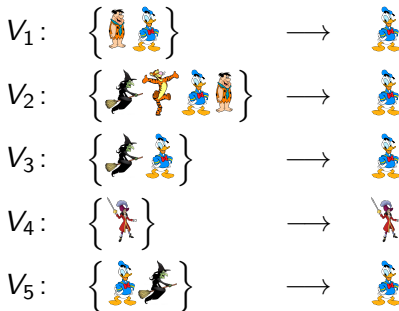 V₁: { } →
V₂: { } →
V₃: { } →
V₄: { } →
V₅: { } →